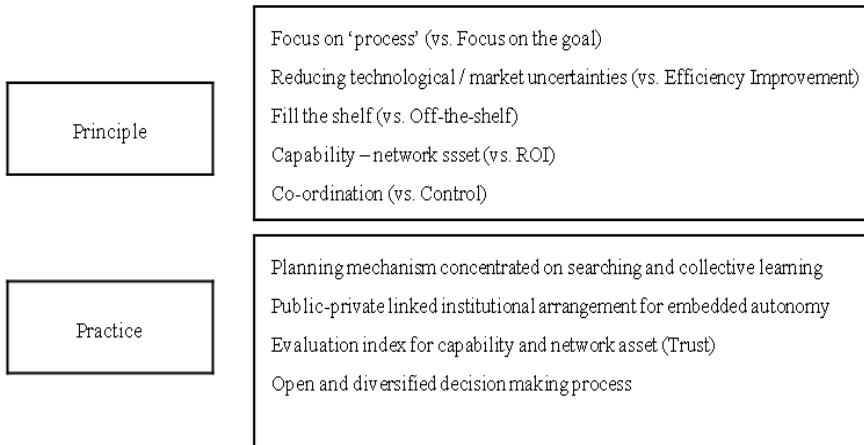 Principle
Focus on ‘process’ (vs. Focus on the goal)
Reducing technological / market uncertainties (vs. Efficiency Improvement)
Fill the shelf (vs. Off-the-shelf)
Capability – network ssset (vs. ROI)
Co-ordination (vs. Control)
Practice
Planning mechanism concentrated on searching and collective learning
Public-private linked institutional arrangement for embedded autonomy
Evaluation index for capability and network asset (Trust)
Open and diversified decision making process